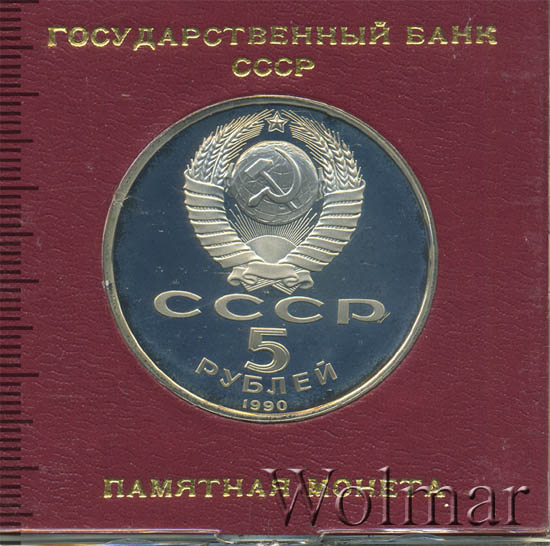 ГОСУДАРСТВЕННЫЙ БАНК
СССР
СССР
5
РУБЛЕЙ
1990
ПАМЯТНАЯ МОНЕТА
Wolmar